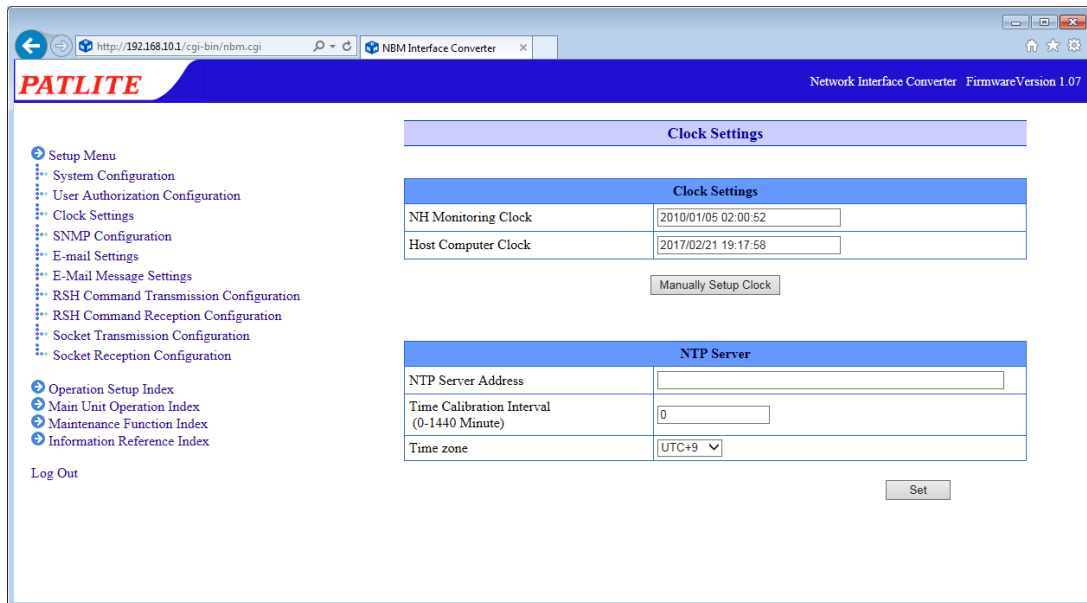 http://192.168.10.1/cgi-bin/nbm.cgi
NBM Interface Converter
PATLITE
Network Interface Converter FirmwareVersion 1.07
Setup Menu
System Configuration
User Authorization Configuration
Clock Settings
SNMP Configuration
E-mail Settings
E-Mail Message Settings
RSH Command Transmission Configuration
RSH Command Reception Configuration
Socket Transmission Configuration
Socket Reception Configuration
Operation Setup Index
Main Unit Operation Index
Maintenance Function Index
Information Reference Index
Log Out
Clock Settings
Clock Settings
NH Monitoring Clock 2010/01/05 02:00:52
Host Computer Clock 2017/02/21 19:17:58
Manually Setup Clock
NTP Server
NTP Server Address
Time Calibration Interval
(0-1440 Minute) 0
Time zone UTC+9
Set